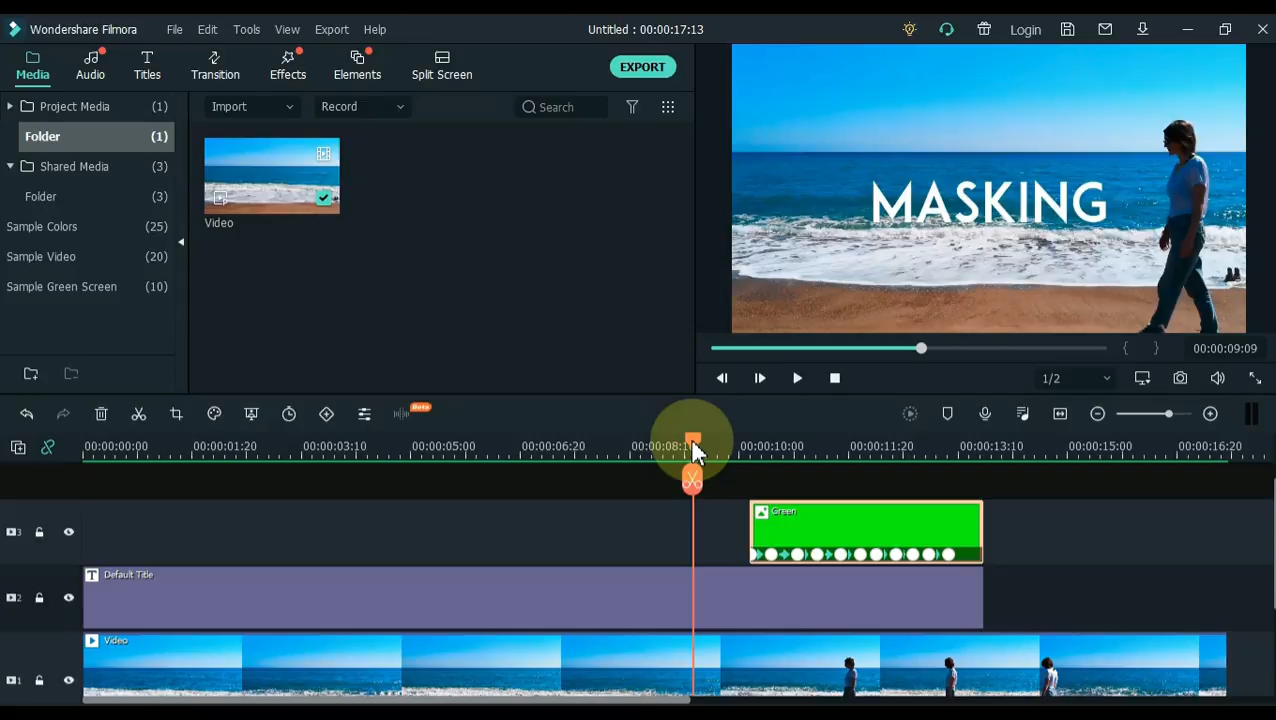 Wondershare Filmora File Edit Tools View Export Help Untitled : 00:00:17:13 Login
Media Audio Titles Transition Effects Elements Split Screen EXPORT
Project Media (1) Import Record Search
Folder (1)
Shared Media (3)
Folder (3)
Sample Colors (25)
Video
Sample Video (20)
Sample Green Screen (10)
MASKING
00:00:09:09
1/2
Beta
00:00:00:00 00:00:01:20 00:00:03:10 00:00:05:00 00:00:06:20 00:00:10:00 00:00:11:20 00:00:13:10 00:00:15:00 00:00:16:20
3 Green
2 T Default Title
1 Video